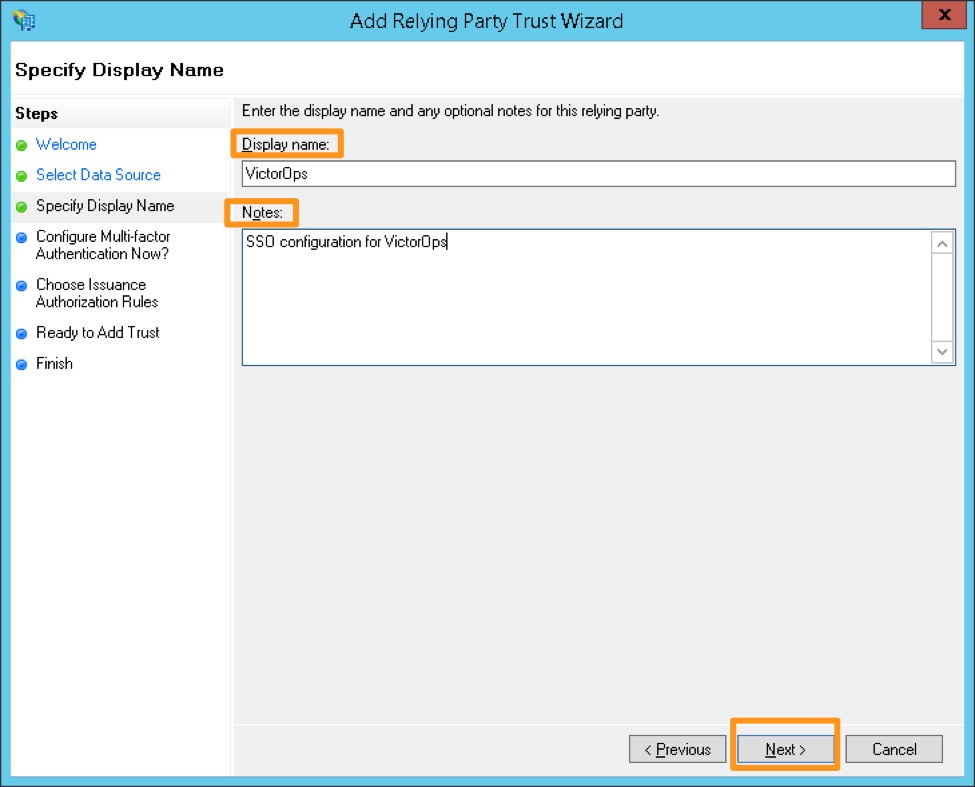 Add Relying Party Trust Wizard
X
Specify Display Name
Steps
Welcome
Select Data Source
Specify Display Name
Configure Multi-factor
Authentication Now?
Choose Issuance
Authorization Rules
Ready to Add Trust
Finish
Enter the display name and any optional notes for this relying party.
Display name:
VictorOps
Notes:
SSO configuration for VictorOps
< Previous
Next >
Cancel